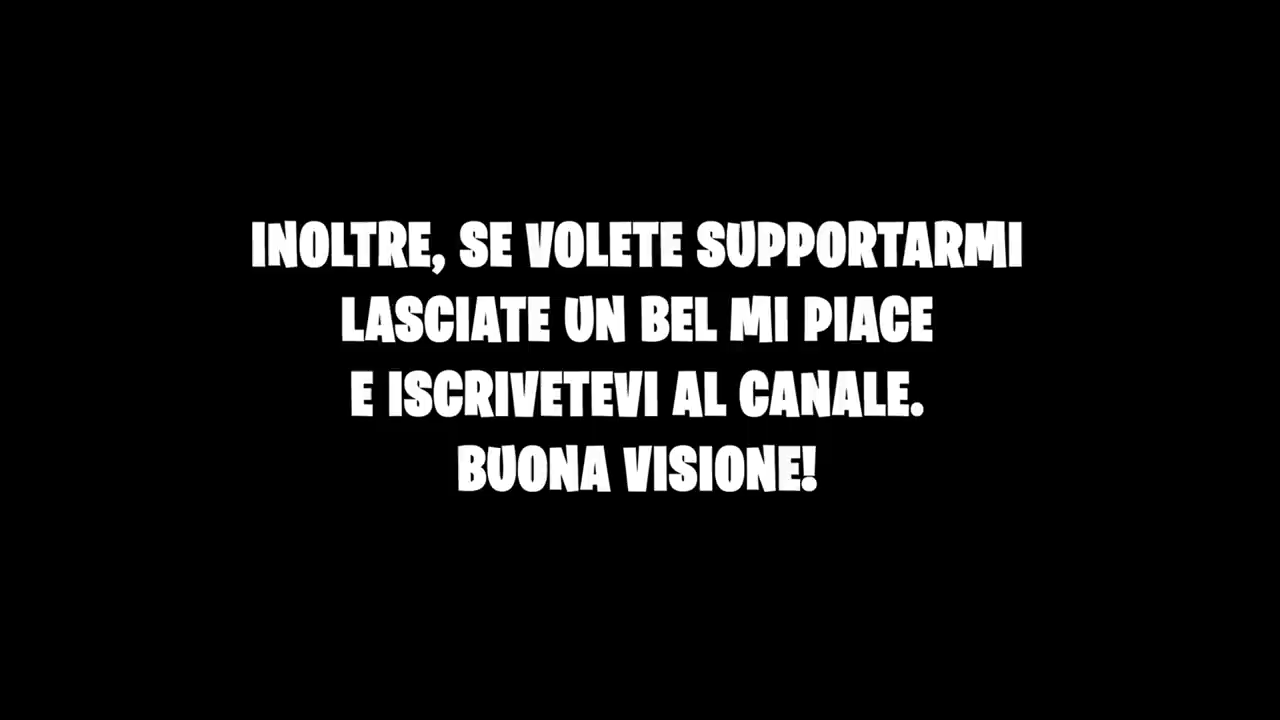 INOLTRE, SE VOLETE SUPPORTARMI
LASCIATE UN BEL MI PIACE
E ISCRIVETEVI AL CANALE.
BUONA VISIONE!